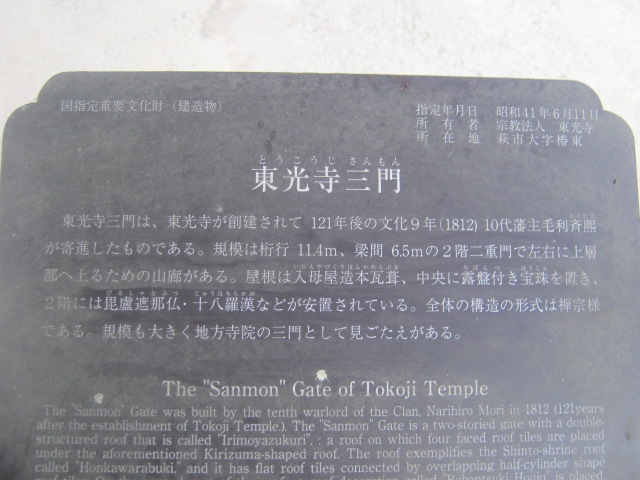 国指定重要文化財（建造物）
指定年月日　昭和41年6月11日
所有者　宗教法人　東光寺
所在地　萩市大字椿東
とうこうじ さんもん
東光寺三門
東光寺三門は、東光寺が創建されて 121年後の文化９年(1812) 10代藩主毛利斉熙
が寄進したものである。規模は桁行 11.4m、梁間 6.5mの２階二重門で左右に上層
部へ上るための山廊がある。屋根は入母屋造本瓦葺、中央に露盤付き宝珠を置き、
２階には毘盧遮那仏・十八羅漢などが安置されている。全体の構造の形式は禅宗様
である。規模も大きく地方寺院の三門として見ごたえがある。
The "Sanmon" Gate of Tokoji Temple
The "Sanmon" Gate was built by the tenth warlord of the Clan, Narihiro Mori in 1812 (121years
after the establishment of Tokoji Temple.). The "Sanmon" Gate is a two-storied gate with a double-
structured roof that is called "Irimoyazukuri". : a roof on which four faced roof tiles are placed
under the aforementioned Kirizuma-shaped roof. The roof exemplifies the Shinto-shrine roof
called "Honkawarabuki," and it has flat roof tiles connected by overlapping half-cylinder shape